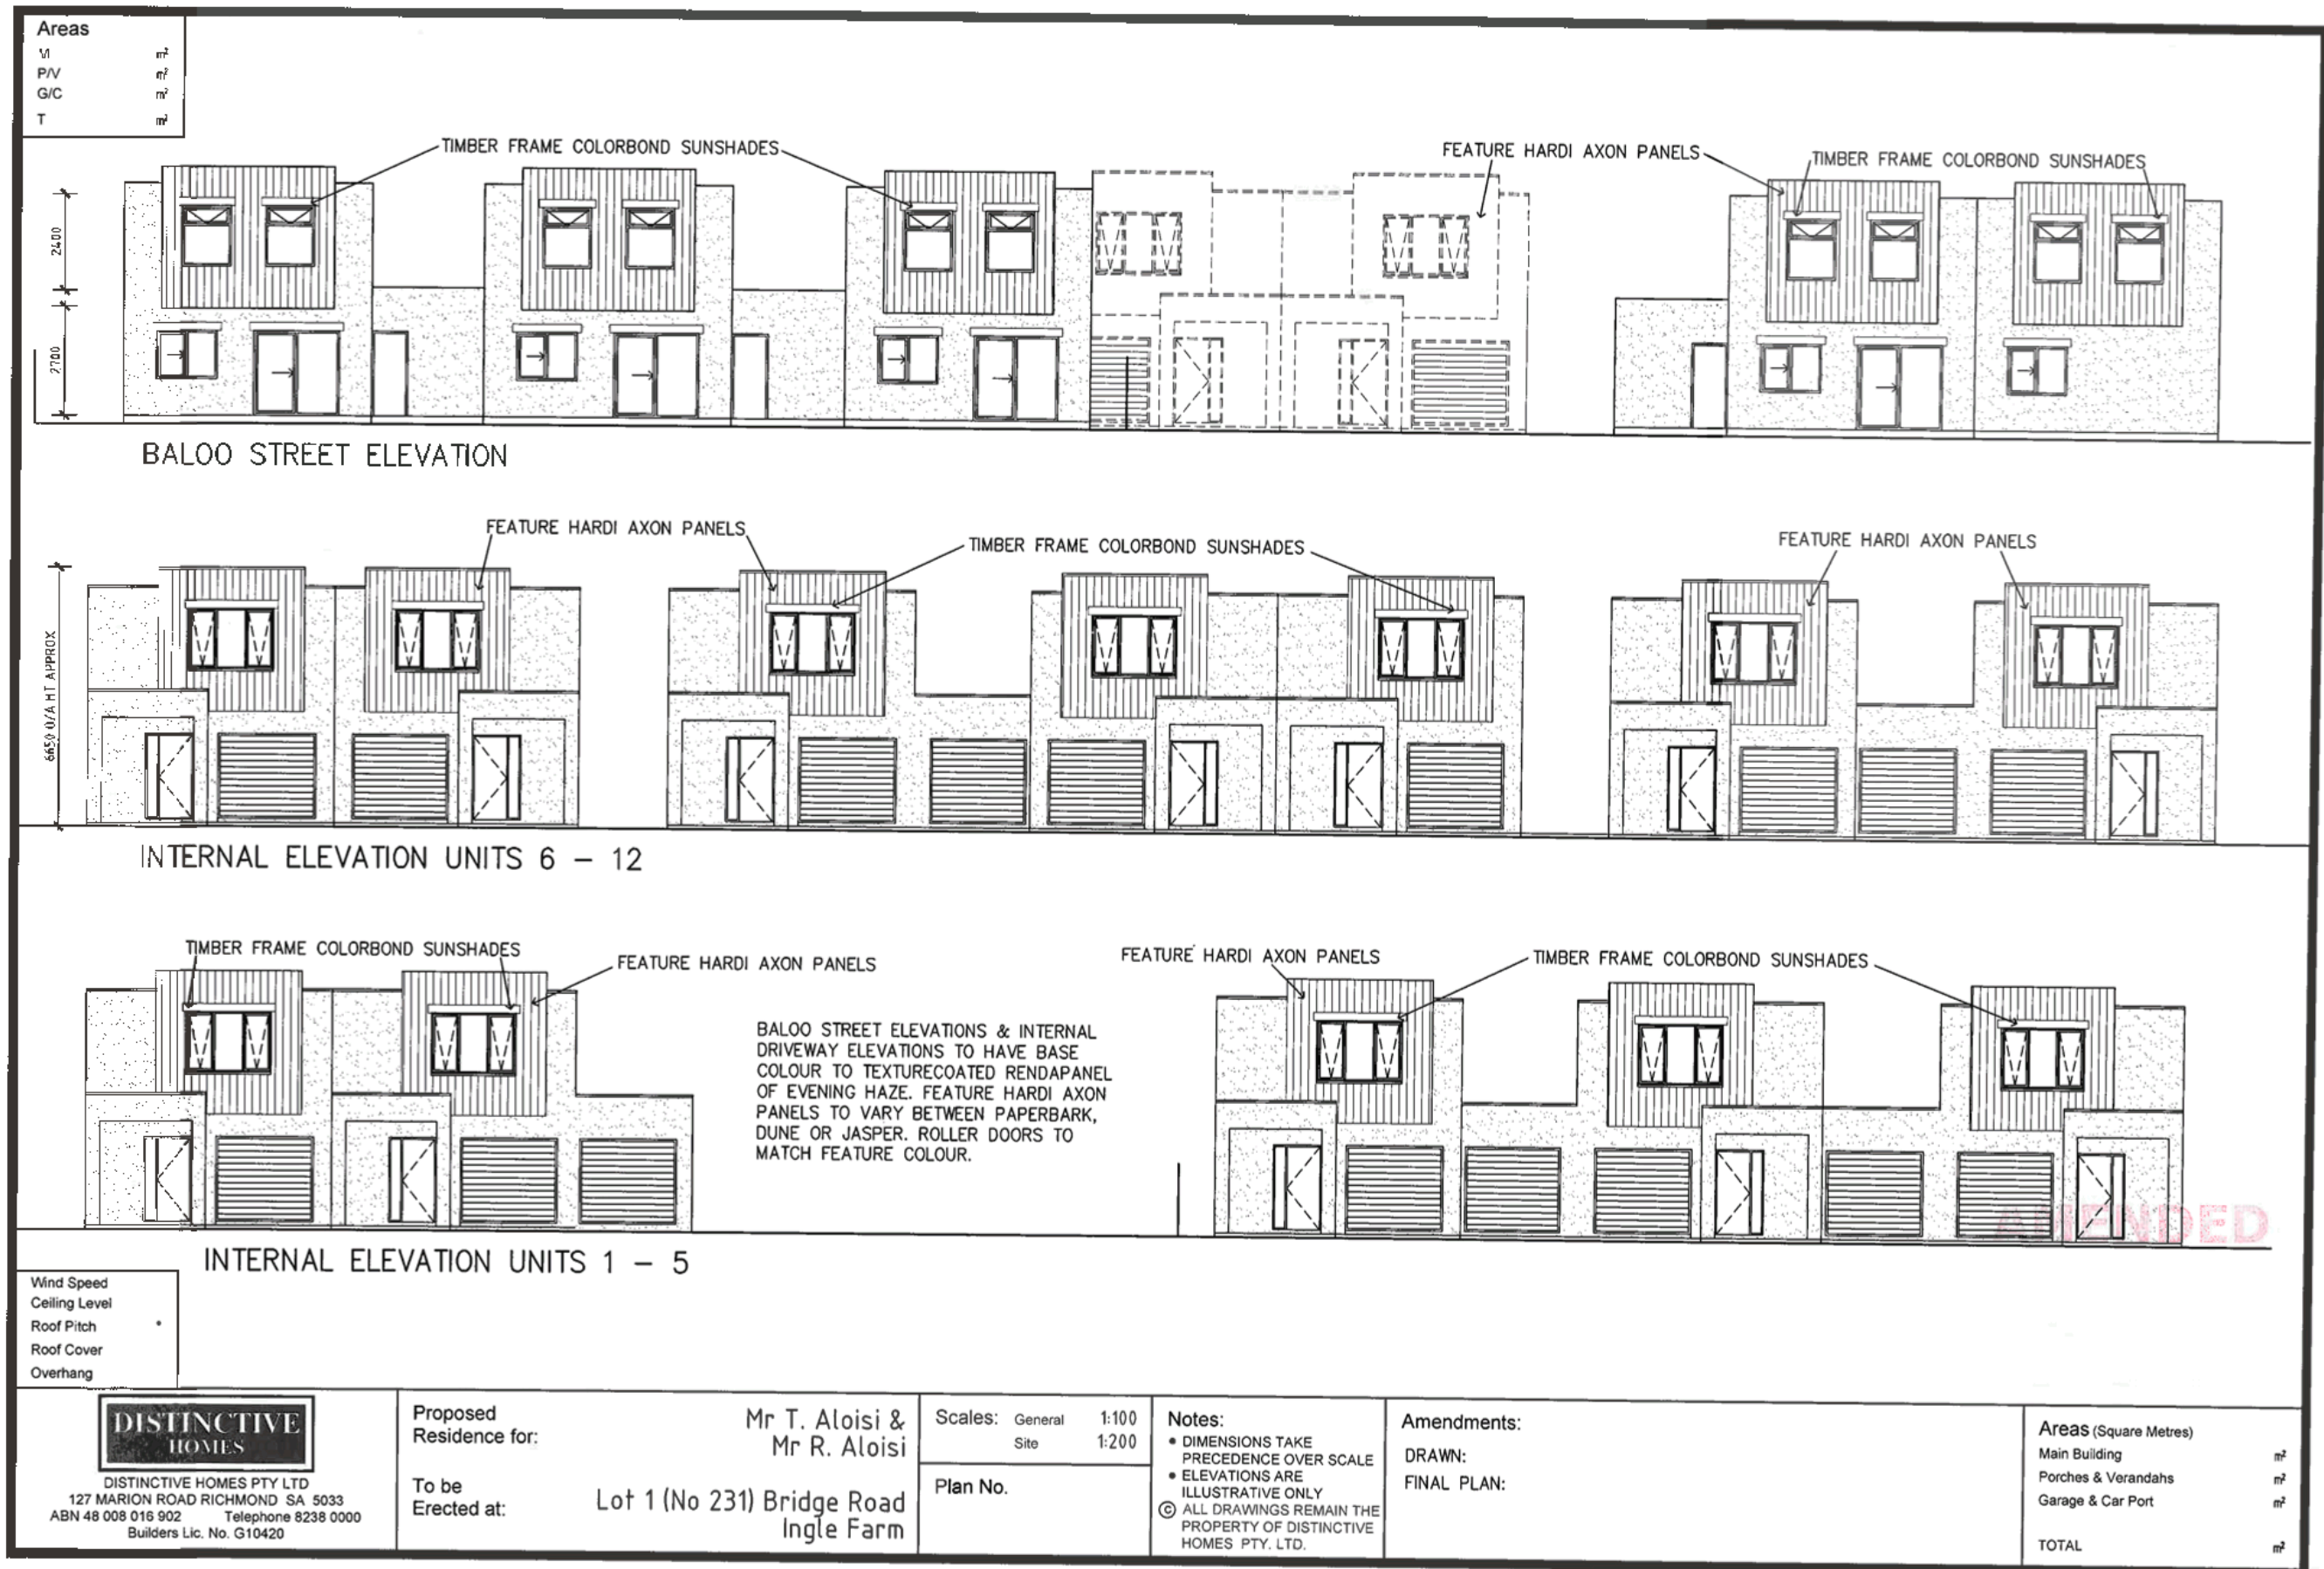 Areas
M m²
P/V m²
G/C m²
T m²
TIMBER FRAME COLORBOND SUNSHADES
FEATURE HARDI AXON PANELS
TIMBER FRAME COLORBOND SUNSHADES
2400
2700
BALOO STREET ELEVATION
FEATURE HARDI AXON PANELS
TIMBER FRAME COLORBOND SUNSHADES
FEATURE HARDI AXON PANELS
6650 O/A HT APPROX
INTERNAL ELEVATION UNITS 6 – 12
TIMBER FRAME COLORBOND SUNSHADES
FEATURE HARDI AXON PANELS
FEATURE HARDI AXON PANELS
TIMBER FRAME COLORBOND SUNSHADES
BALOO STREET ELEVATIONS & INTERNAL
DRIVEWAY ELEVATIONS TO HAVE BASE
COLOUR TO TEXTURECOATED RENDAPANEL
OF EVENING HAZE. FEATURE HARDI AXON
PANELS TO VARY BETWEEN PAPERBARK,
DUNE OR JASPER. ROLLER DOORS TO
MATCH FEATURE COLOUR.
AMENDED
INTERNAL ELEVATION UNITS 1 – 5
Wind Speed
Ceiling Level
Roof Pitch °
Roof Cover
Overhang
DISTINCTIVE
HOMES
DISTINCTIVE HOMES PTY LTD
127 MARION ROAD RICHMOND SA 5033
ABN 48 008 016 902 Telephone 8238 0000
Builders Lic. No. G10420
Proposed
Residence for:
Mr T. Aloisi &
Mr R. Aloisi
To be
Erected at:
Lot 1 (No 231) Bridge Road
Ingle Farm
Scales: General 1:100
Site 1:200
Plan No.
Notes:
• DIMENSIONS TAKE
PRECEDENCE OVER SCALE
• ELEVATIONS ARE
ILLUSTRATIVE ONLY
© ALL DRAWINGS REMAIN THE
PROPERTY OF DISTINCTIVE
HOMES PTY. LTD.
Amendments:
DRAWN:
FINAL PLAN:
Areas (Square Metres)
Main Building m²
Porches & Verandahs m²
Garage & Car Port m²
TOTAL m²